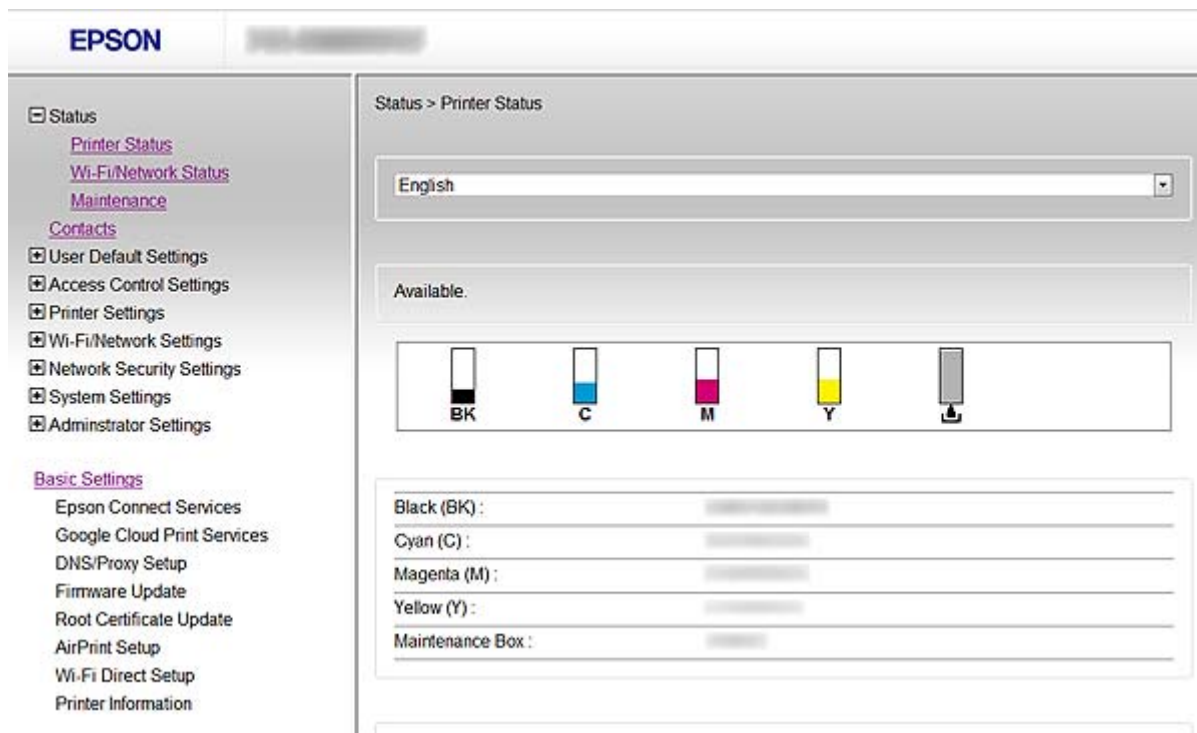 EPSON
Status
Printer Status
Wi-Fi/Network Status
Maintenance
Contacts
User Default Settings
Access Control Settings
Printer Settings
Wi-Fi/Network Settings
Network Security Settings
System Settings
Adminstrator Settings
Basic Settings
Epson Connect Services
Google Cloud Print Services
DNS/Proxy Setup
Firmware Update
Root Certificate Update
AirPrint Setup
Wi-Fi Direct Setup
Printer Information
Status > Printer Status
English
Available.
BK C M Y
Black (BK) :
Cyan (C) :
Magenta (M) :
Yellow (Y) :
Maintenance Box :